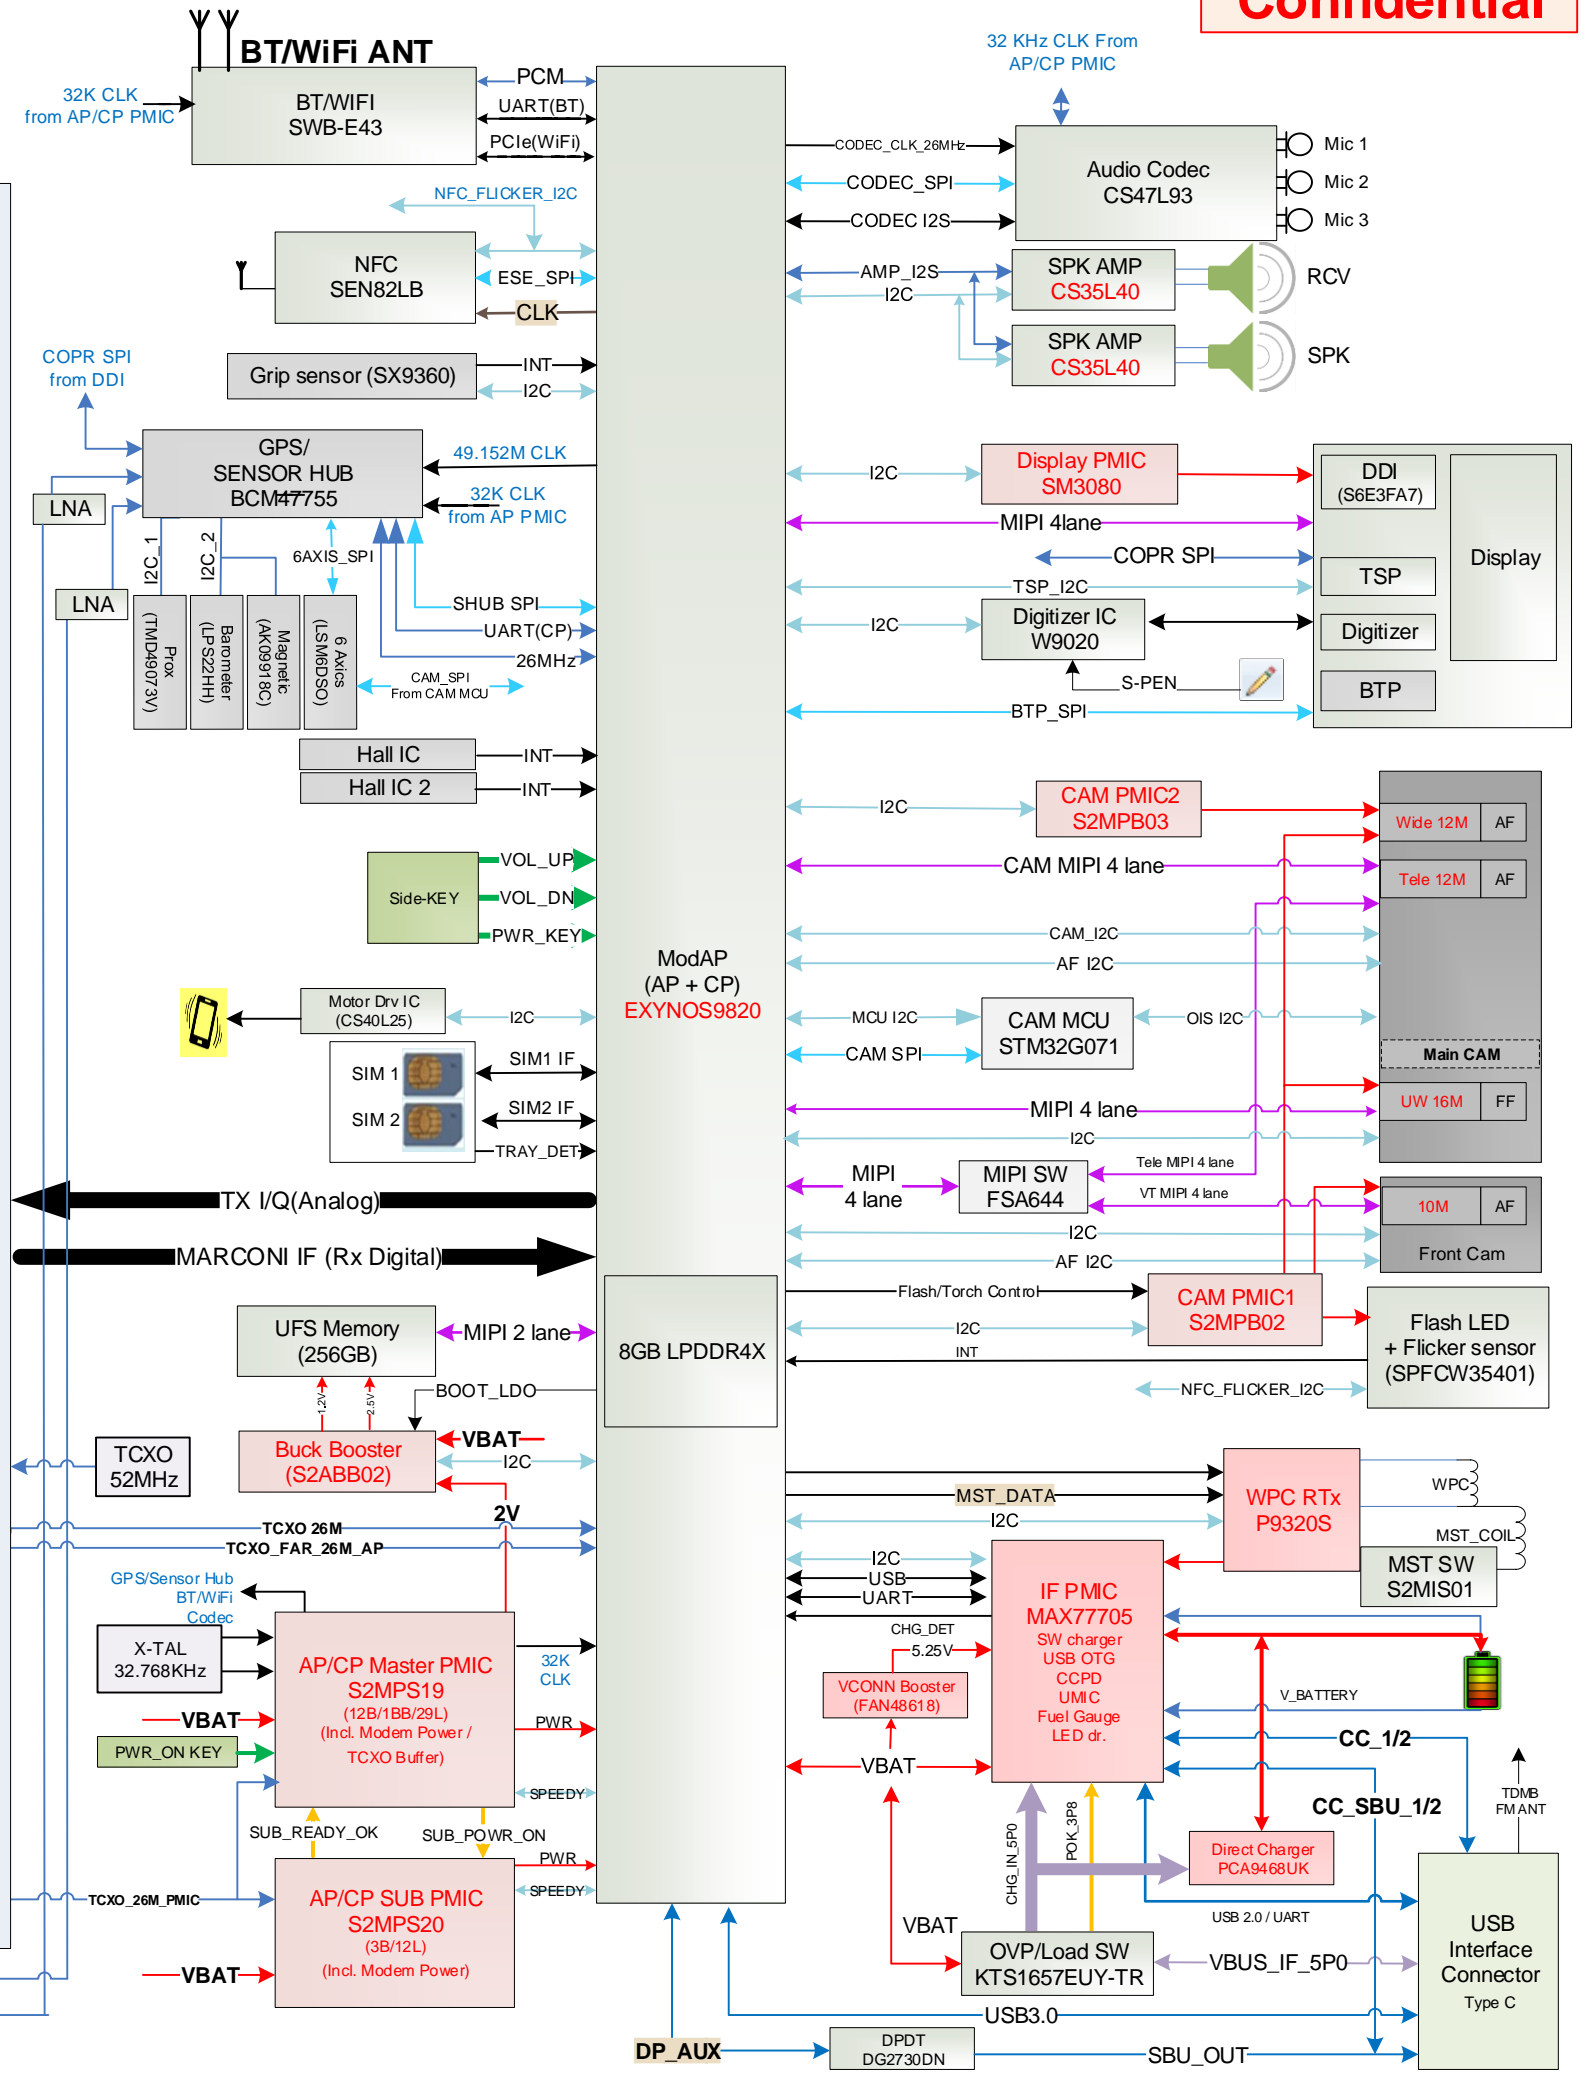 Confidential
BT/WiFi ANT
32K CLK
from AP/CP PMIC
BT/WIFI
SWB-E43
PCM
UART(BT)
PCIe(WiFi)
NFC_FLICKER_I2C
NFC
SEN82LB
ESE_SPI
CLK
Grip sensor (SX9360)
INT
I2C
COPR SPI
from DDI
GPS/
SENSOR HUB
BCM47755
49.152M CLK
32K CLK
from AP PMIC
LNA
LNA
I2C_1
I2C_2
6AXIS_SPI
SHUB SPI
UART(CP)
26MHz
CAM_SPI
From CAM MCU
Prox
(TMD49073V)
Barometer
(LPS22HH)
Magnetic
(AK09918C)
6 Axics
(LSM6DSO)
Hall IC
INT
Hall IC 2
INT
Side-KEY
VOL_UP
VOL_DN
PWR_KEY
Motor Drv IC
(CS40L25)
I2C
SIM 1
SIM1 IF
SIM 2
SIM2 IF
TRAY_DET
TX I/Q(Analog)
MARCONI IF (Rx Digital)
UFS Memory
(256GB)
MIPI 2 lane
1.2V
2.5V
BOOT_LDO
Buck Booster
(S2ABB02)
VBAT
I2C
2V
TCXO
52MHz
TCXO 26M
TCXO_FAR_26M_AP
GPS/Sensor Hub
BT/WiFi
Codec
X-TAL
32.768KHz
AP/CP Master PMIC
S2MPS19
(12B/1BB/29L)
(Incl. Modem Power /
TCXO Buffer)
32K
CLK
VBAT
PWR
PWR_ON KEY
SPEEDY
SUB_READY_OK
SUB_POWR_ON
PWR
TCXO_26M_PMIC
AP/CP SUB PMIC
S2MPS20
(3B/12L)
(Incl. Modem Power)
SPEEDY
VBAT
ModAP
(AP + CP)
EXYNOS9820
8GB LPDDR4X
32 KHz CLK From
AP/CP PMIC
CODEC_CLK_26MHz
CODEC_SPI
CODEC I2S
Audio Codec
CS47L93
Mic 1
Mic 2
Mic 3
AMP_I2S
I2C
SPK AMP
CS35L40
RCV
SPK AMP
CS35L40
SPK
I2C
Display PMIC
SM3080
MIPI 4lane
COPR SPI
TSP_I2C
I2C
Digitizer IC
W9020
S-PEN
BTP_SPI
DDI
(S6E3FA7)
TSP
Digitizer
BTP
Display
I2C
CAM PMIC2
S2MPB03
Wide 12M
AF
CAM MIPI 4 lane
Tele 12M
AF
CAM_I2C
AF I2C
MCU I2C
CAM SPI
CAM MCU
STM32G071
OIS I2C
Main CAM
MIPI 4 lane
UW 16M
FF
I2C
MIPI
4 lane
MIPI SW
FSA644
Tele MIPI 4 lane
VT MIPI 4 lane
10M
AF
Front Cam
I2C
AF I2C
Flash/Torch Control
I2C
CAM PMIC1
S2MPB02
INT
NFC_FLICKER_I2C
Flash LED
+ Flicker sensor
(SPFCW35401)
MST_DATA
I2C
WPC RTx
P9320S
WPC
MST_COIL
MST SW
S2MIS01
I2C
USB
UART
CHG_DET
5.25V
IF PMIC
MAX77705
SW charger
USB OTG
CCPD
UMIC
Fuel Gauge
LED dr.
VCONN Booster
(FAN48618)
VBAT
V_BATTERY
CC_1/2
CC_SBU_1/2
TDMB
FM ANT
CHG_IN_5P0
POK_3P8
Direct Charger
PCA9468UK
USB 2.0 / UART
VBAT
OVP/Load SW
KTS1657EUY-TR
VBUS_IF_5P0
USB
Interface
Connector
Type C
USB3.0
DP_AUX
DPDT
DG2730DN
SBU_OUT